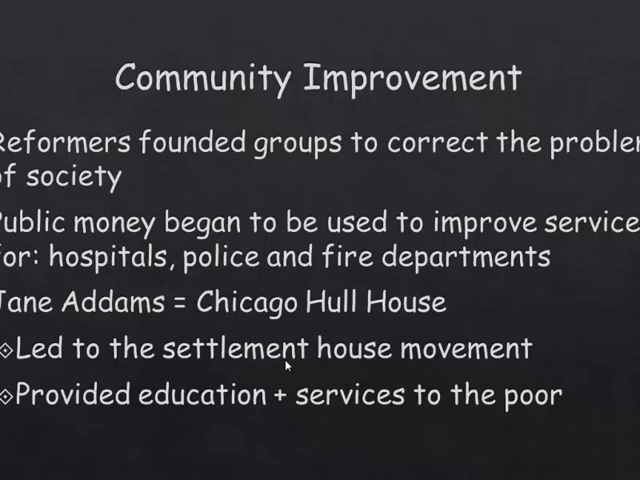 Community Improvement
Reformers founded groups to correct the problem
of society
Public money began to be used to improve service
for: hospitals, police and fire departments
Jane Addams = Chicago Hull House
Led to the settlement house movement
Provided education + services to the poor